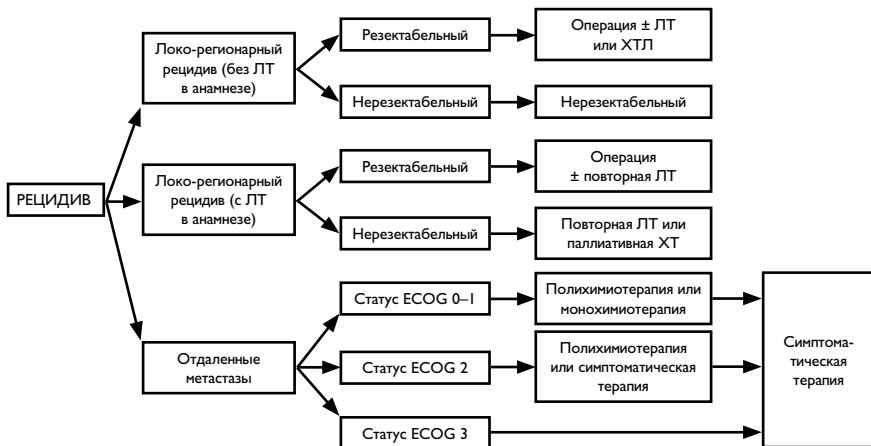 РЕЦИДИВ
Локо-регионарный
рецидив (без ЛТ
в анамнезе)
Резектабельный
Операция ± ЛТ
или ХТЛ
Нерезектабельный
Нерезектабельный
Локо-регионарный
рецидив (с ЛТ
в анамнезе)
Резектабельный
Операция
± повторная ЛТ
Нерезектабельный
Повторная ЛТ или
паллиативная ХТ
Отдаленные
метастазы
Статус ECOG 0–1
Полихимиотерапия или
монохимиотерапия
Статус ECOG 2
Полихимиотерапия
или симптоматическая
терапия
Статус ECOG 3
Симптома-
тическая
терапия